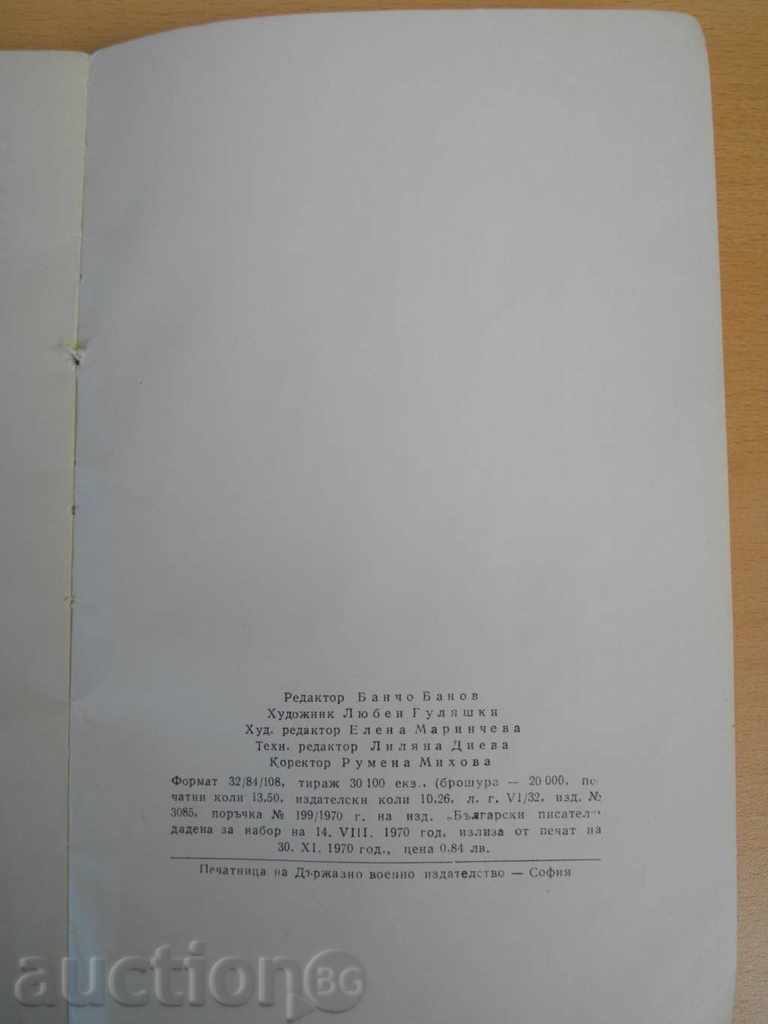 Редактор Банчо Банов
Художник Любен Гуляшки
Худ. редактор Елена Маринчева
Техн. редактор Лиляна Диева
Коректор Румена Михова
Формат 32/84/108, тираж 30 100 екз., (брошура — 20 000, пе-
чатни коли 13,50, издателски коли 10,26, л. г. VI/32, изд. №
3085, поръчка № 199/1970 г. на изд. „Български писател“
дадена за набор на 14. VIII. 1970 год, излиза от печат на
30. XI. 1970 год., цена 0.84 лв.
Печатница на Държавно военно издателство — София
auctionBG